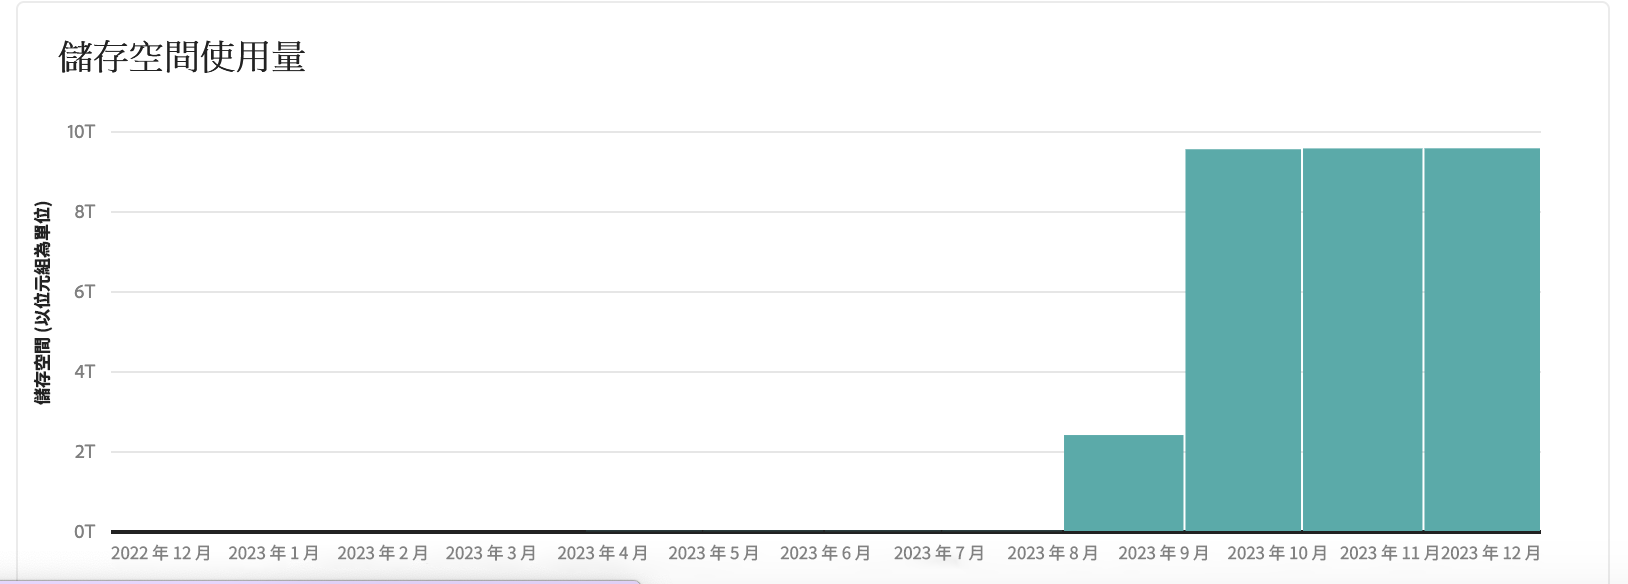 儲存空間使用量
儲存空間 (以位元組為單位)
10T
8T
6T
4T
2T
0T
2022 年 12 月 2023 年 1 月 2023 年 2 月 2023 年 3 月 2023 年 4 月 2023 年 5 月 2023 年 6 月 2023 年 7 月 2023 年 8 月 2023 年 9 月 2023 年 10 月 2023 年 11 月 2023 年 12 月